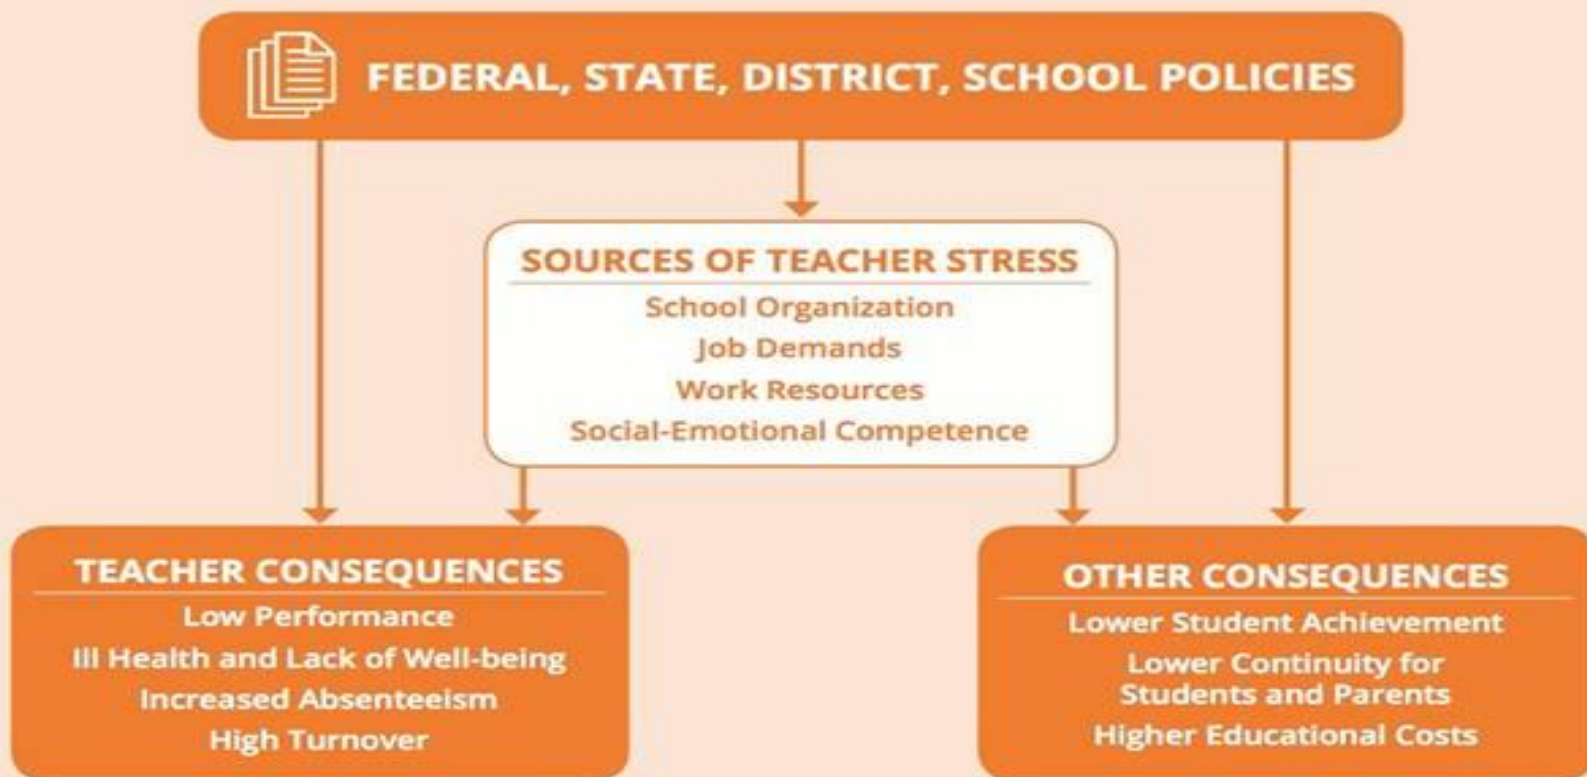 FEDERAL, STATE, DISTRICT, SCHOOL POLICIES
SOURCES OF TEACHER STRESS
School Organization
Job Demands
Work Resources
Social-Emotional Competence
TEACHER CONSEQUENCES
Low Performance
Ill Health and Lack of Well-being
Increased Absenteeism
High Turnover
OTHER CONSEQUENCES
Lower Student Achievement
Lower Continuity for
Students and Parents
Higher Educational Costs